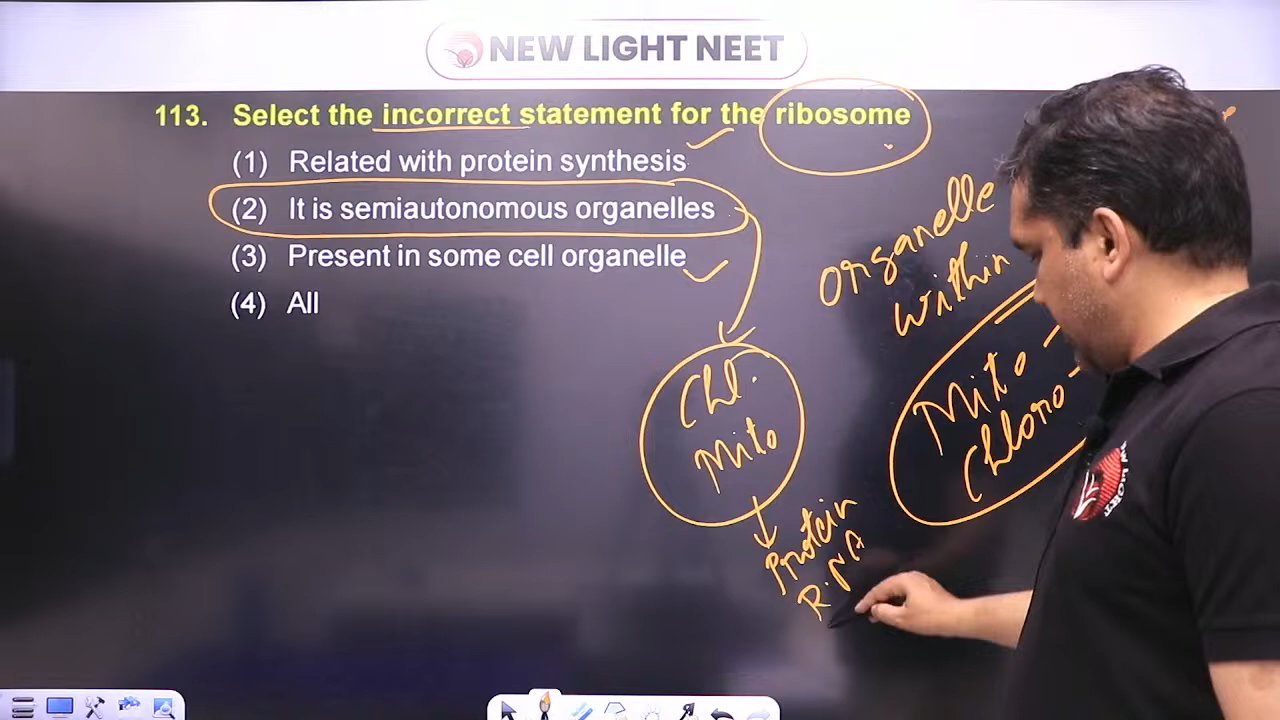 NEW LIGHT NEET
113. Select the incorrect statement for the ribosome
(1) Related with protein synthesis
(2) It is semiautonomous organelles
(3) Present in some cell organelle
(4) All
organelle
within
Mito
Chloro
Chl.
Mito
Protein
RNA